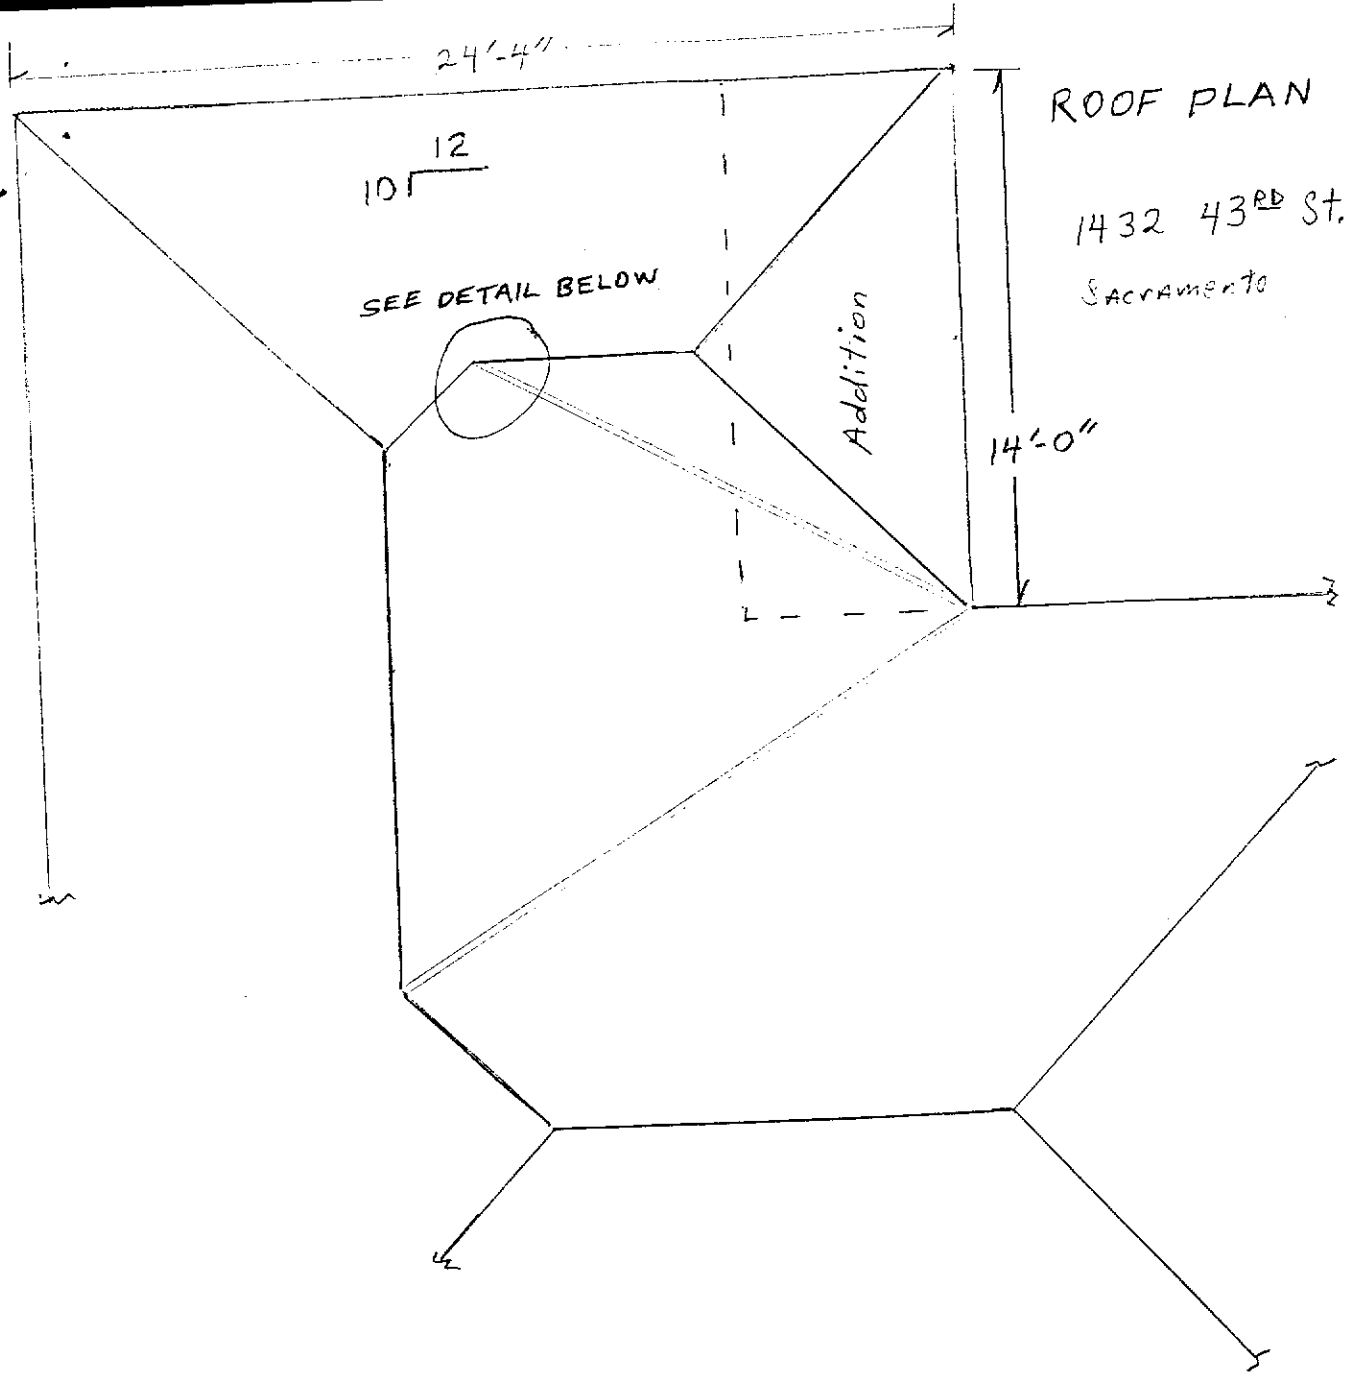 24'-4"
ROOF PLAN
12
10
1432 43RD St.
Sacramento
SEE DETAIL BELOW
Addition
14'-0"